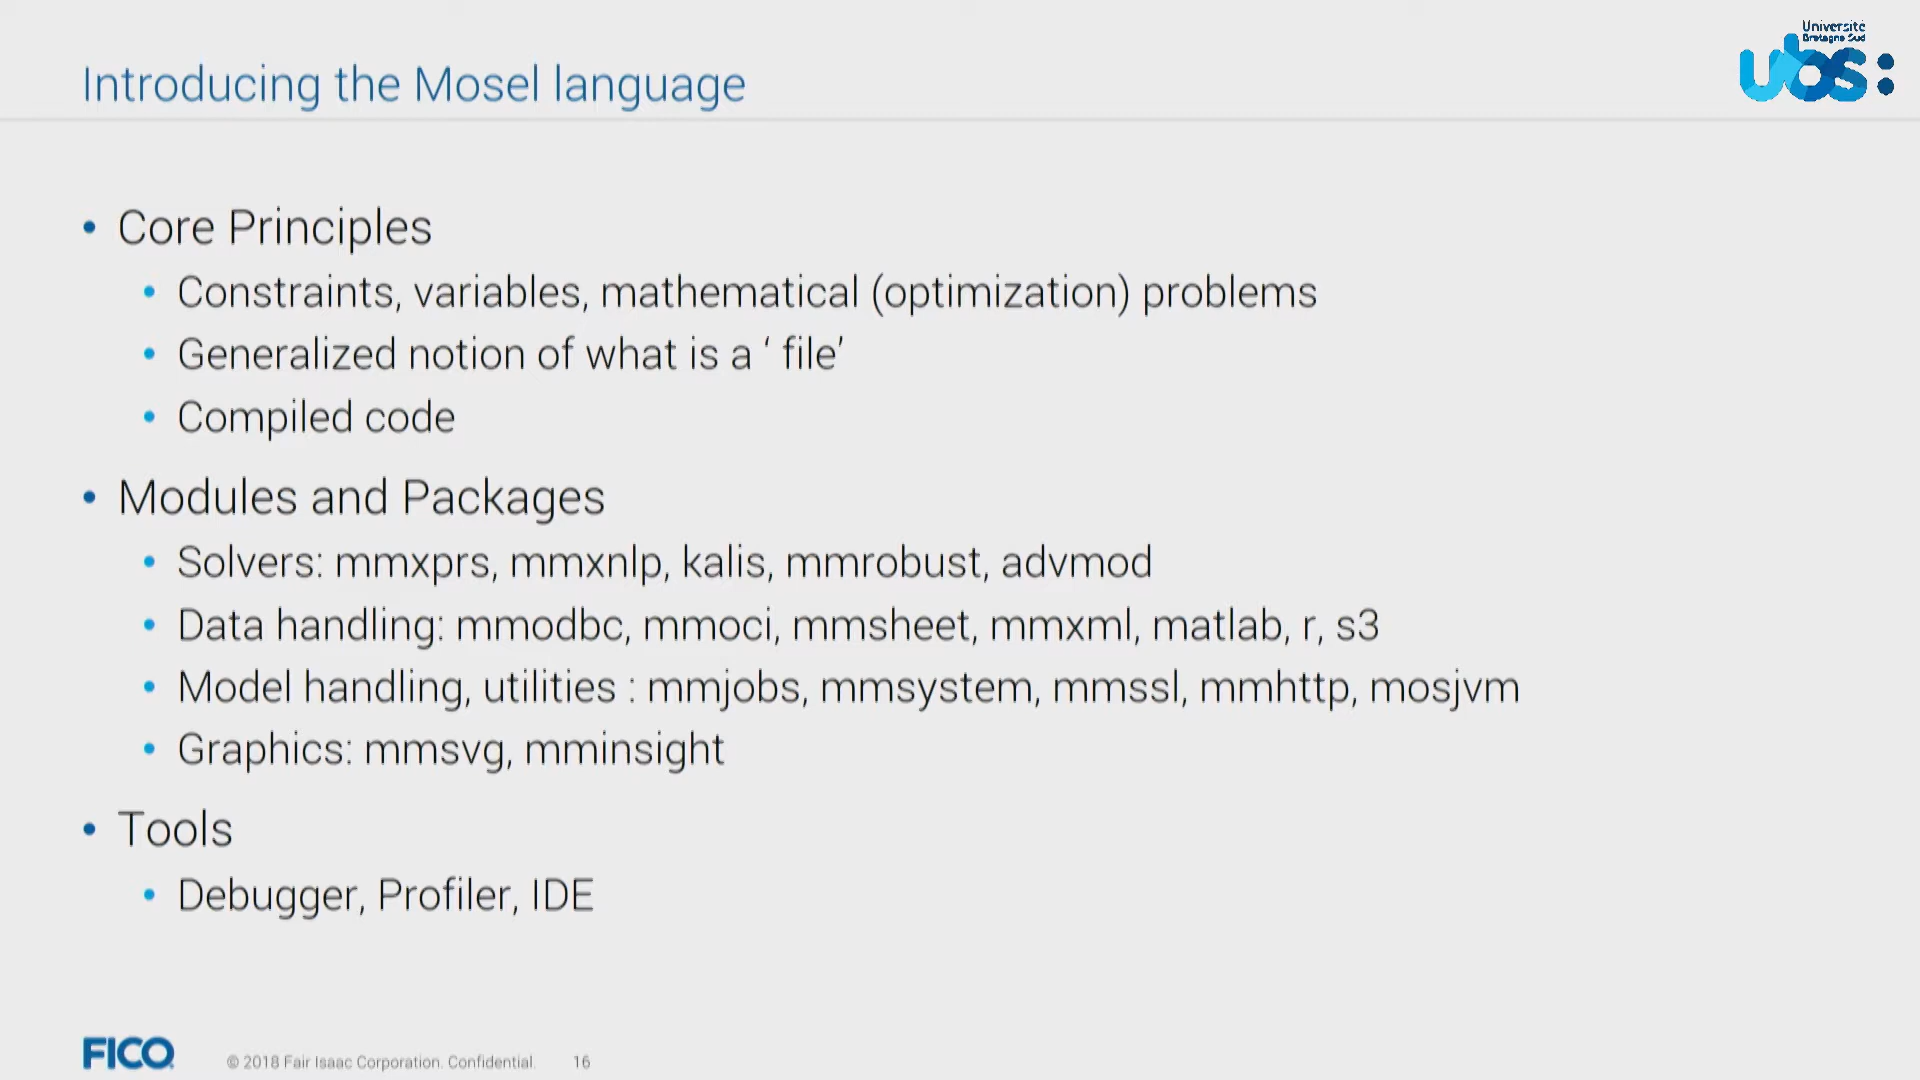 Université
Bretagne Sud
ubs:
Introducing the Mosel language
• Core Principles
• Constraints, variables, mathematical (optimization) problems
• Generalized notion of what is a ‘ file’
• Compiled code
• Modules and Packages
• Solvers: mmxprs, mmxnlp, kalis, mmrobust, advmod
• Data handling: mmodbc, mmoci, mmsheet, mmxml, matlab, r, s3
• Model handling, utilities : mmjobs, mmsystem, mmssl, mmhttp, mosjvm
• Graphics: mmsvg, mminsight
• Tools
• Debugger, Profiler, IDE
FICO
© 2018 Fair Isaac Corporation. Confidential. 16